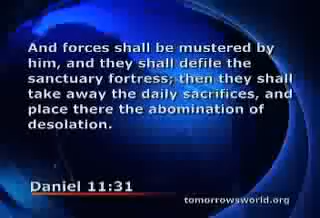 And forces shall be mustered by
him, and they shall defile the
sanctuary fortress; then they shall
take away the daily sacrifices, and
place there the abomination of
desolation.
Daniel 11:31
tomorrowsworld.org